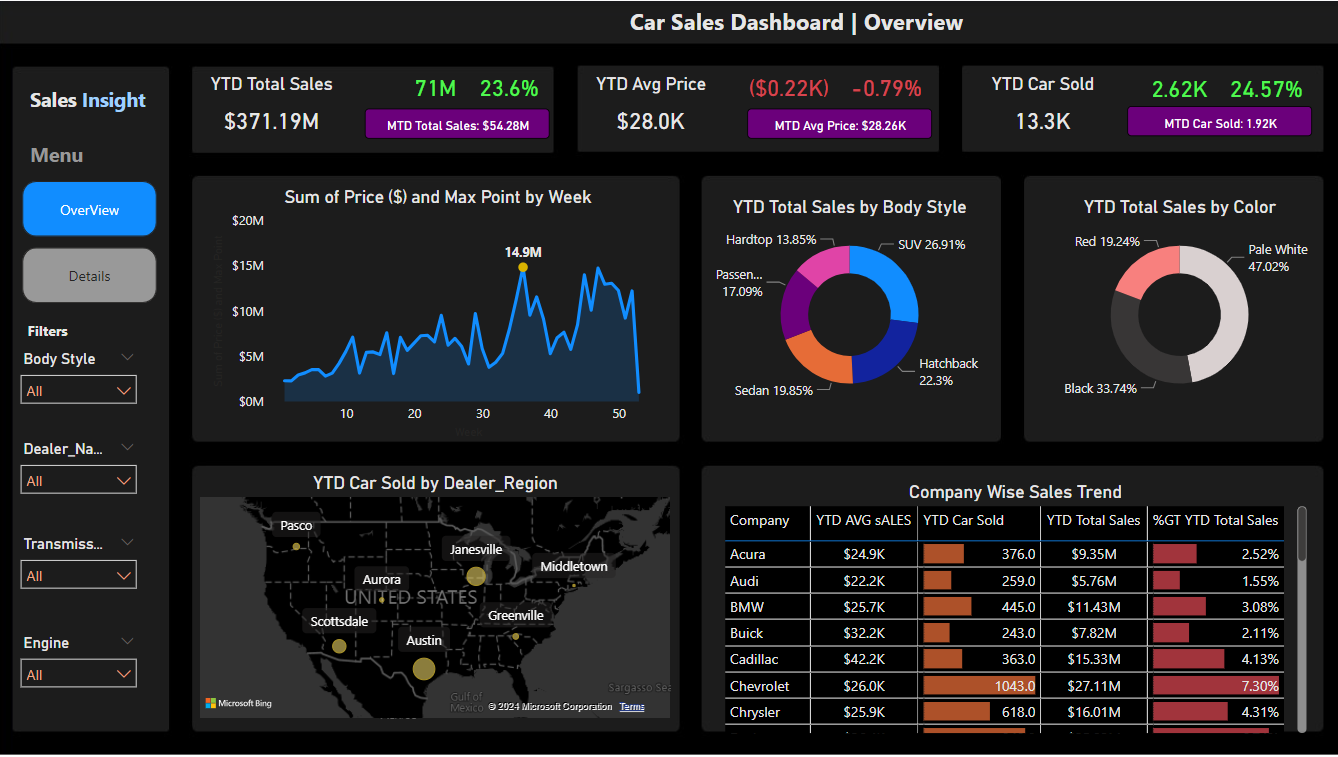 Car Sales Dashboard | Overview
Sales Insight
Menu
OverView
Details
Filters
Body Style
All
Dealer_Na...
All
Transmiss...
All
Engine
All
YTD Total Sales
71M 23.6%
$371.19M
MTD Total Sales: $54.28M
YTD Avg Price
($0.22K) -0.79%
$28.0K
MTD Avg Price: $28.26K
YTD Car Sold
2.62K 24.57%
13.3K
MTD Car Sold: 1.92K
Sum of Price ($) and Max Point by Week
$20M
$15M
$10M
$5M
$0M
14.9M
10 20 30 40 50
Week
YTD Total Sales by Body Style
Hardtop 13.85%
SUV 26.91%
Passen...
17.09%
Hatchback
22.3%
Sedan 19.85%
YTD Total Sales by Color
Red 19.24%
Pale White
47.02%
Black 33.74%
YTD Car Sold by Dealer_Region
Pasco
Janesville
Middletown
Aurora
UNITED STATES
Scottsdale
Greenville
Austin
Sargasso Sea
Gulf of
Mexico
Microsoft Bing
© 2024 Microsoft Corporation Terms
Company Wise Sales Trend
Company YTD AVG sALES YTD Car Sold YTD Total Sales %GT YTD Total Sales
Acura $24.9K 376.0 $9.35M 2.52%
Audi $22.2K 259.0 $5.76M 1.55%
BMW $25.7K 445.0 $11.43M 3.08%
Buick $32.2K 243.0 $7.82M 2.11%
Cadillac $42.2K 363.0 $15.33M 4.13%
Chevrolet $26.0K 1043.0 $27.11M 7.30%
Chrysler $25.9K 618.0 $16.01M 4.31%